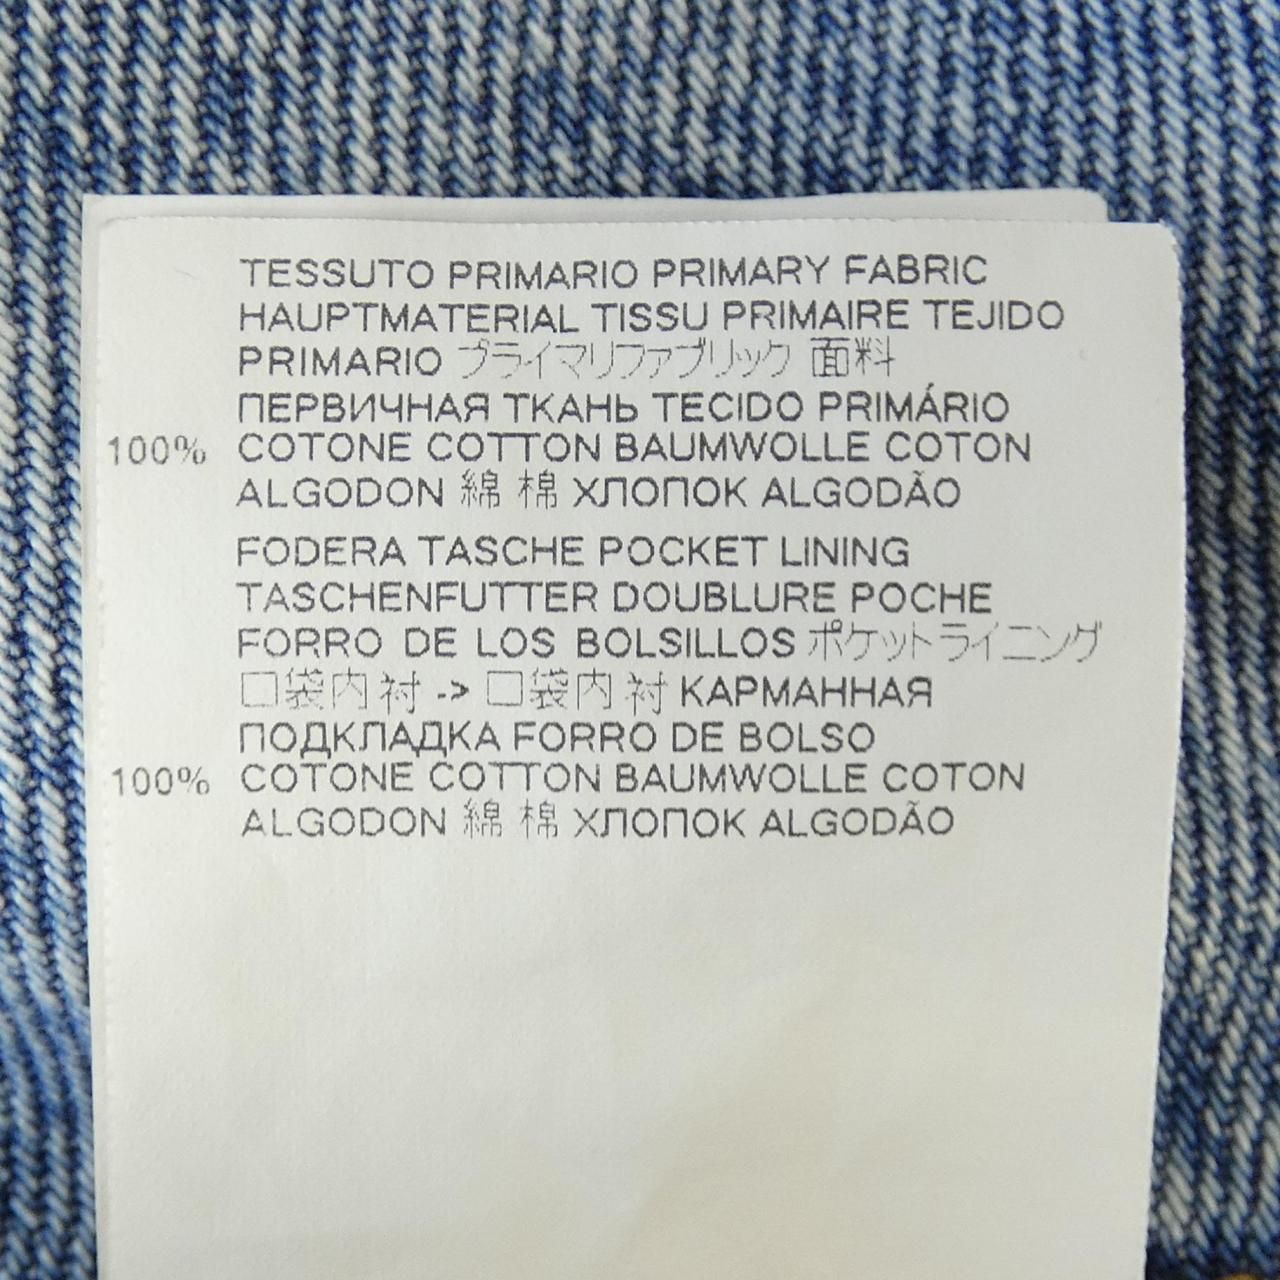 TESSUTO PRIMARIO PRIMARY FABRIC
HAUPTMATERIAL TISSU PRIMAIRE TEJIDO
PRIMARIO プライマリファブリック 面料
ПЕРВИЧНАЯ ТКАНЬ TECIDO PRIMÁRIO
100% COTONE COTTON BAUMWOLLE COTON
ALGODON 綿 棉 ХЛОПОК ALGODÃO
FODERA TASCHE POCKET LINING
TASCHENFUTTER DOUBLURE POCHE
FORRO DE LOS BOLSILLOS ポケットライニング
口袋内衬 -> 口袋内衬 КАРМАННАЯ
ПОДКЛАДКА FORRO DE BOLSO
100% COTONE COTTON BAUMWOLLE COTON
ALGODON 綿 棉 ХЛОПОК ALGODÃO